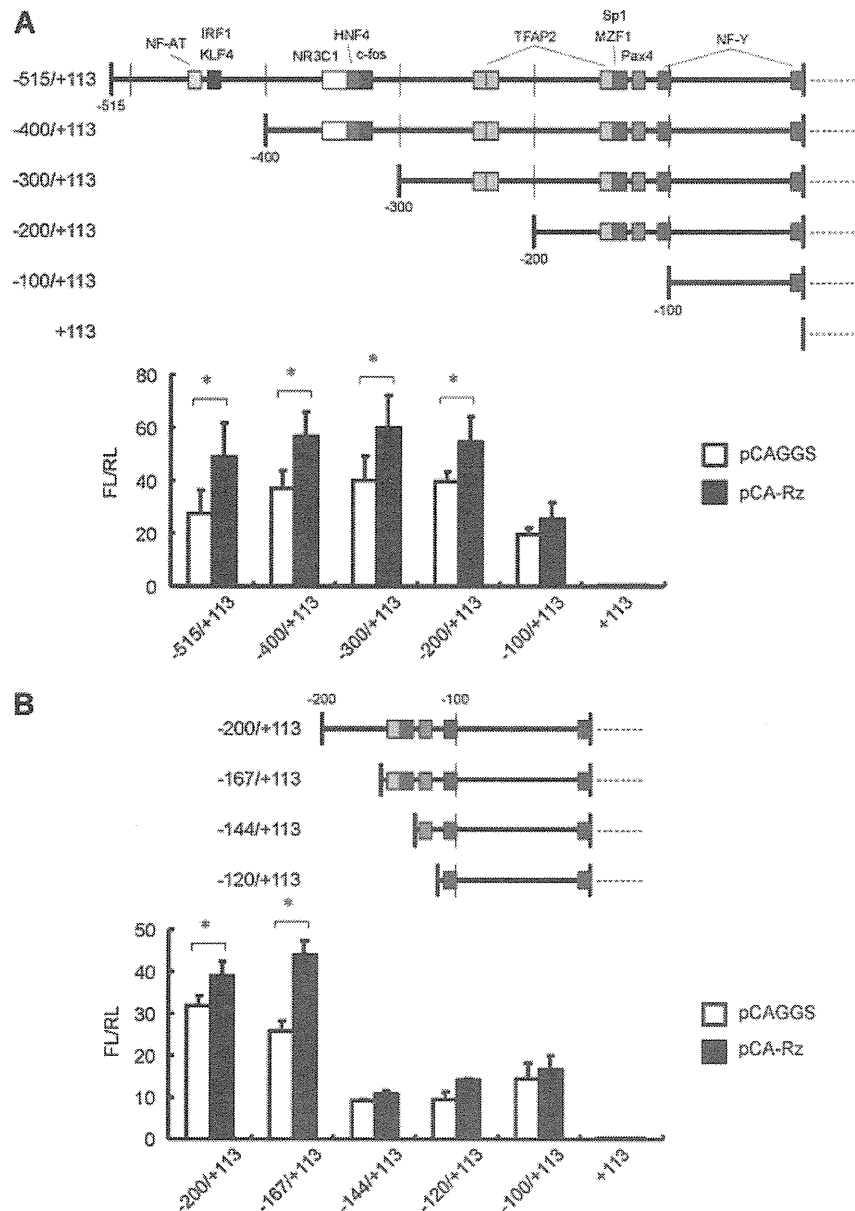 A
NF-AT
IRF1
KLF4
NR3C1
HNF4
c-fos
TFAP2
Sp1
MZF1
Pax4
NF-Y
-515/+113
-515
-400/+113
-400
-300/+113
-300
-200/+113
-200
-100/+113
-100
+113
FL/RL
80
60
40
20
0
* * * *
pCAGGS
pCA-Rz
-515/+113 -400/+113 -300/+113 -200/+113 -100/+113 +113
B
-200 -100
-200/+113
-167/+113
-144/+113
-120/+113
FL/RL
50
40
30
20
10
0
* *
pCAGGS
pCA-Rz
-200/+113 -167/+113 -144/+113 -120/+113 -100/+113 +113